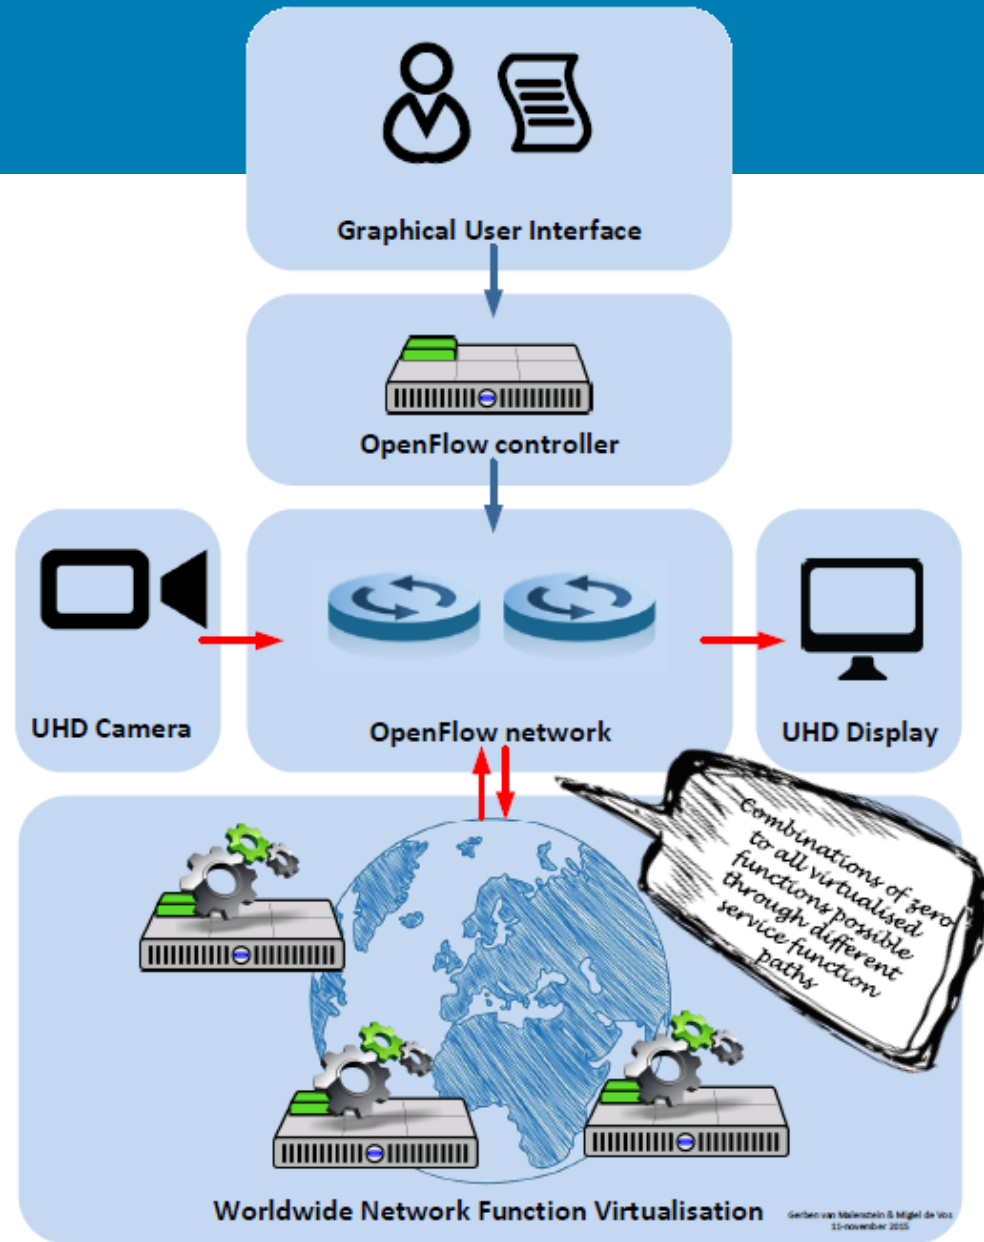 Graphical User Interface
OpenFlow controller
UHD Camera
OpenFlow network
UHD Display
Combinations of zero
to all virtualised
functions possible
through different
service function
paths
Worldwide Network Function Virtualisation
Gerben van Malenstein & Migiel de Vos
11-november 2015